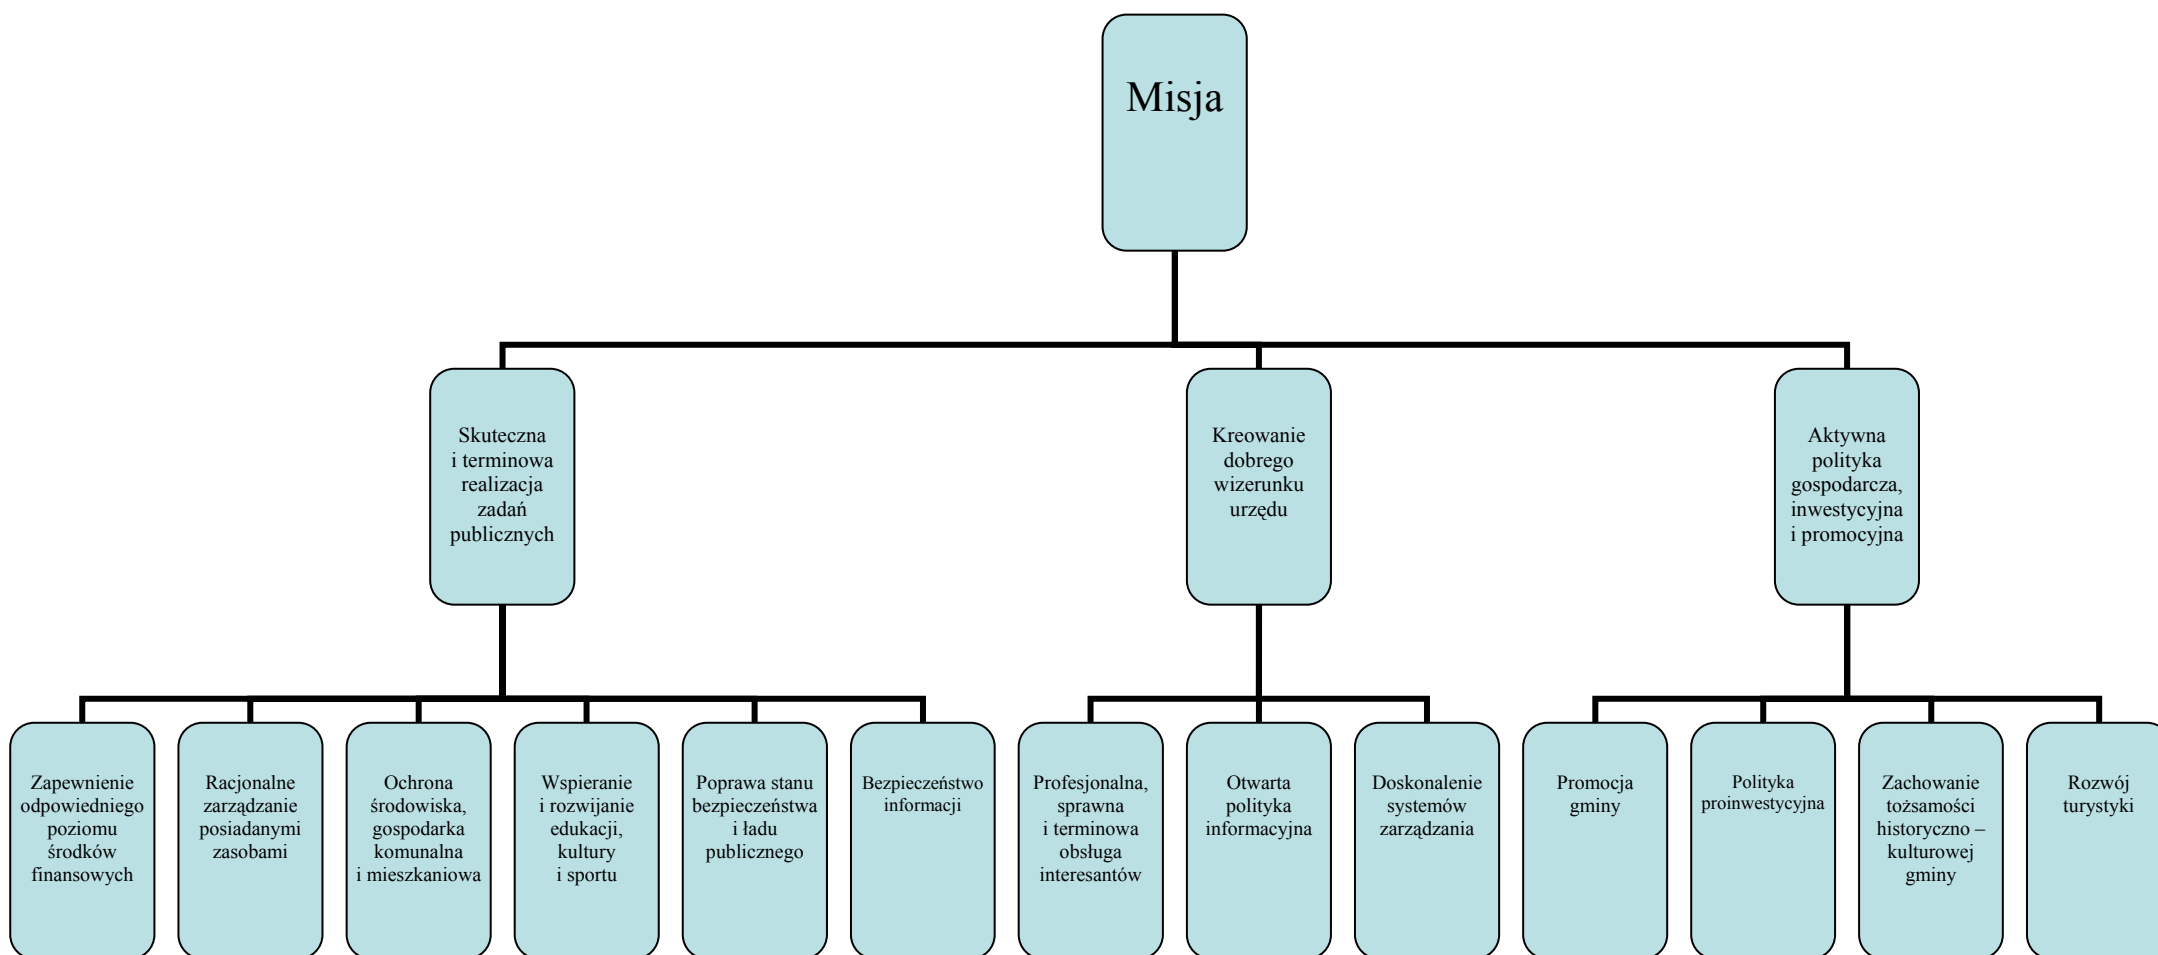 Misja
Skuteczna
i terminowa
realizacja
zadań
publicznych
Kreowanie
dobrego
wizerunku
urzędu
Aktywna
polityka
gospodarcza,
inwestycyjna
i promocyjna
Zapewnienie
odpowiedniego
poziomu
środków
finansowych
Racjonalne
zarządzanie
posiadanymi
zasobami
Ochrona
środowiska,
gospodarka
komunalna
i mieszkaniowa
Wspieranie
i rozwijanie
edukacji,
kultury
i sportu
Poprawa stanu
bezpieczeństwa
i ładu
publicznego
Bezpieczeństwo
informacji
Profesjonalna,
sprawna
i terminowa
obsługa
interesantów
Otwarta
polityka
informacyjna
Doskonalenie
systemów
zarządzania
Promocja
gminy
Polityka
proinwestycyjna
Zachowanie
tożsamości
historyczno –
kulturowej
gminy
Rozwój
turystyki